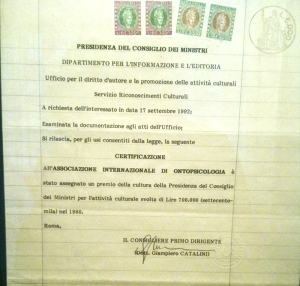 PRESIDENZA DEL CONSIGLIO DEI MINISTRI
DIPARTIMENTO PER L'INFORMAZIONE E L'EDITORIA
Ufficio per il diritto d'autore e la promozione delle attività culturali
Servizio Riconoscimenti Culturali
A richiesta dell'interessato in data 17 settembre 1992;
Esaminata la documentazione agli atti dell'Ufficio;
Si rilascia, per gli usi consentiti dalla legge, la seguente
CERTIFICAZIONE
All'ASSOCIAZIONE INTERNAZIONALE DI ONTOPSICOLOGIA è
stato assegnato un premio della cultura della Presidenza del Consiglio
dei Ministri per l'attività culturale svolta di Lire 700.000 (settecento-
mila) nel 1988.
Roma,
IL CONSIGLIERE PRIMO DIRIGENTE
Dott. Giampiero CATALINI